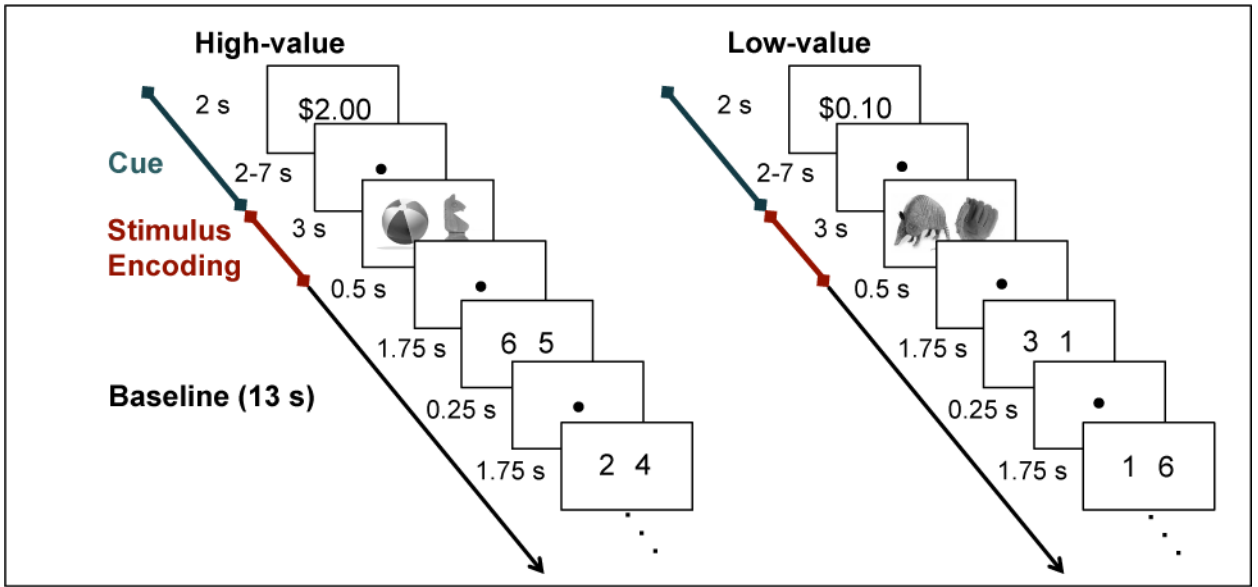 High-value
Low-value
$2.00
2 s
Cue
2-7 s
Stimulus
Encoding
3 s
0.5 s
6 5
1.75 s
Baseline (13 s)
0.25 s
2 4
1.75 s
$0.10
2 s
2-7 s
3 s
0.5 s
3 1
1.75 s
0.25 s
1 6
1.75 s